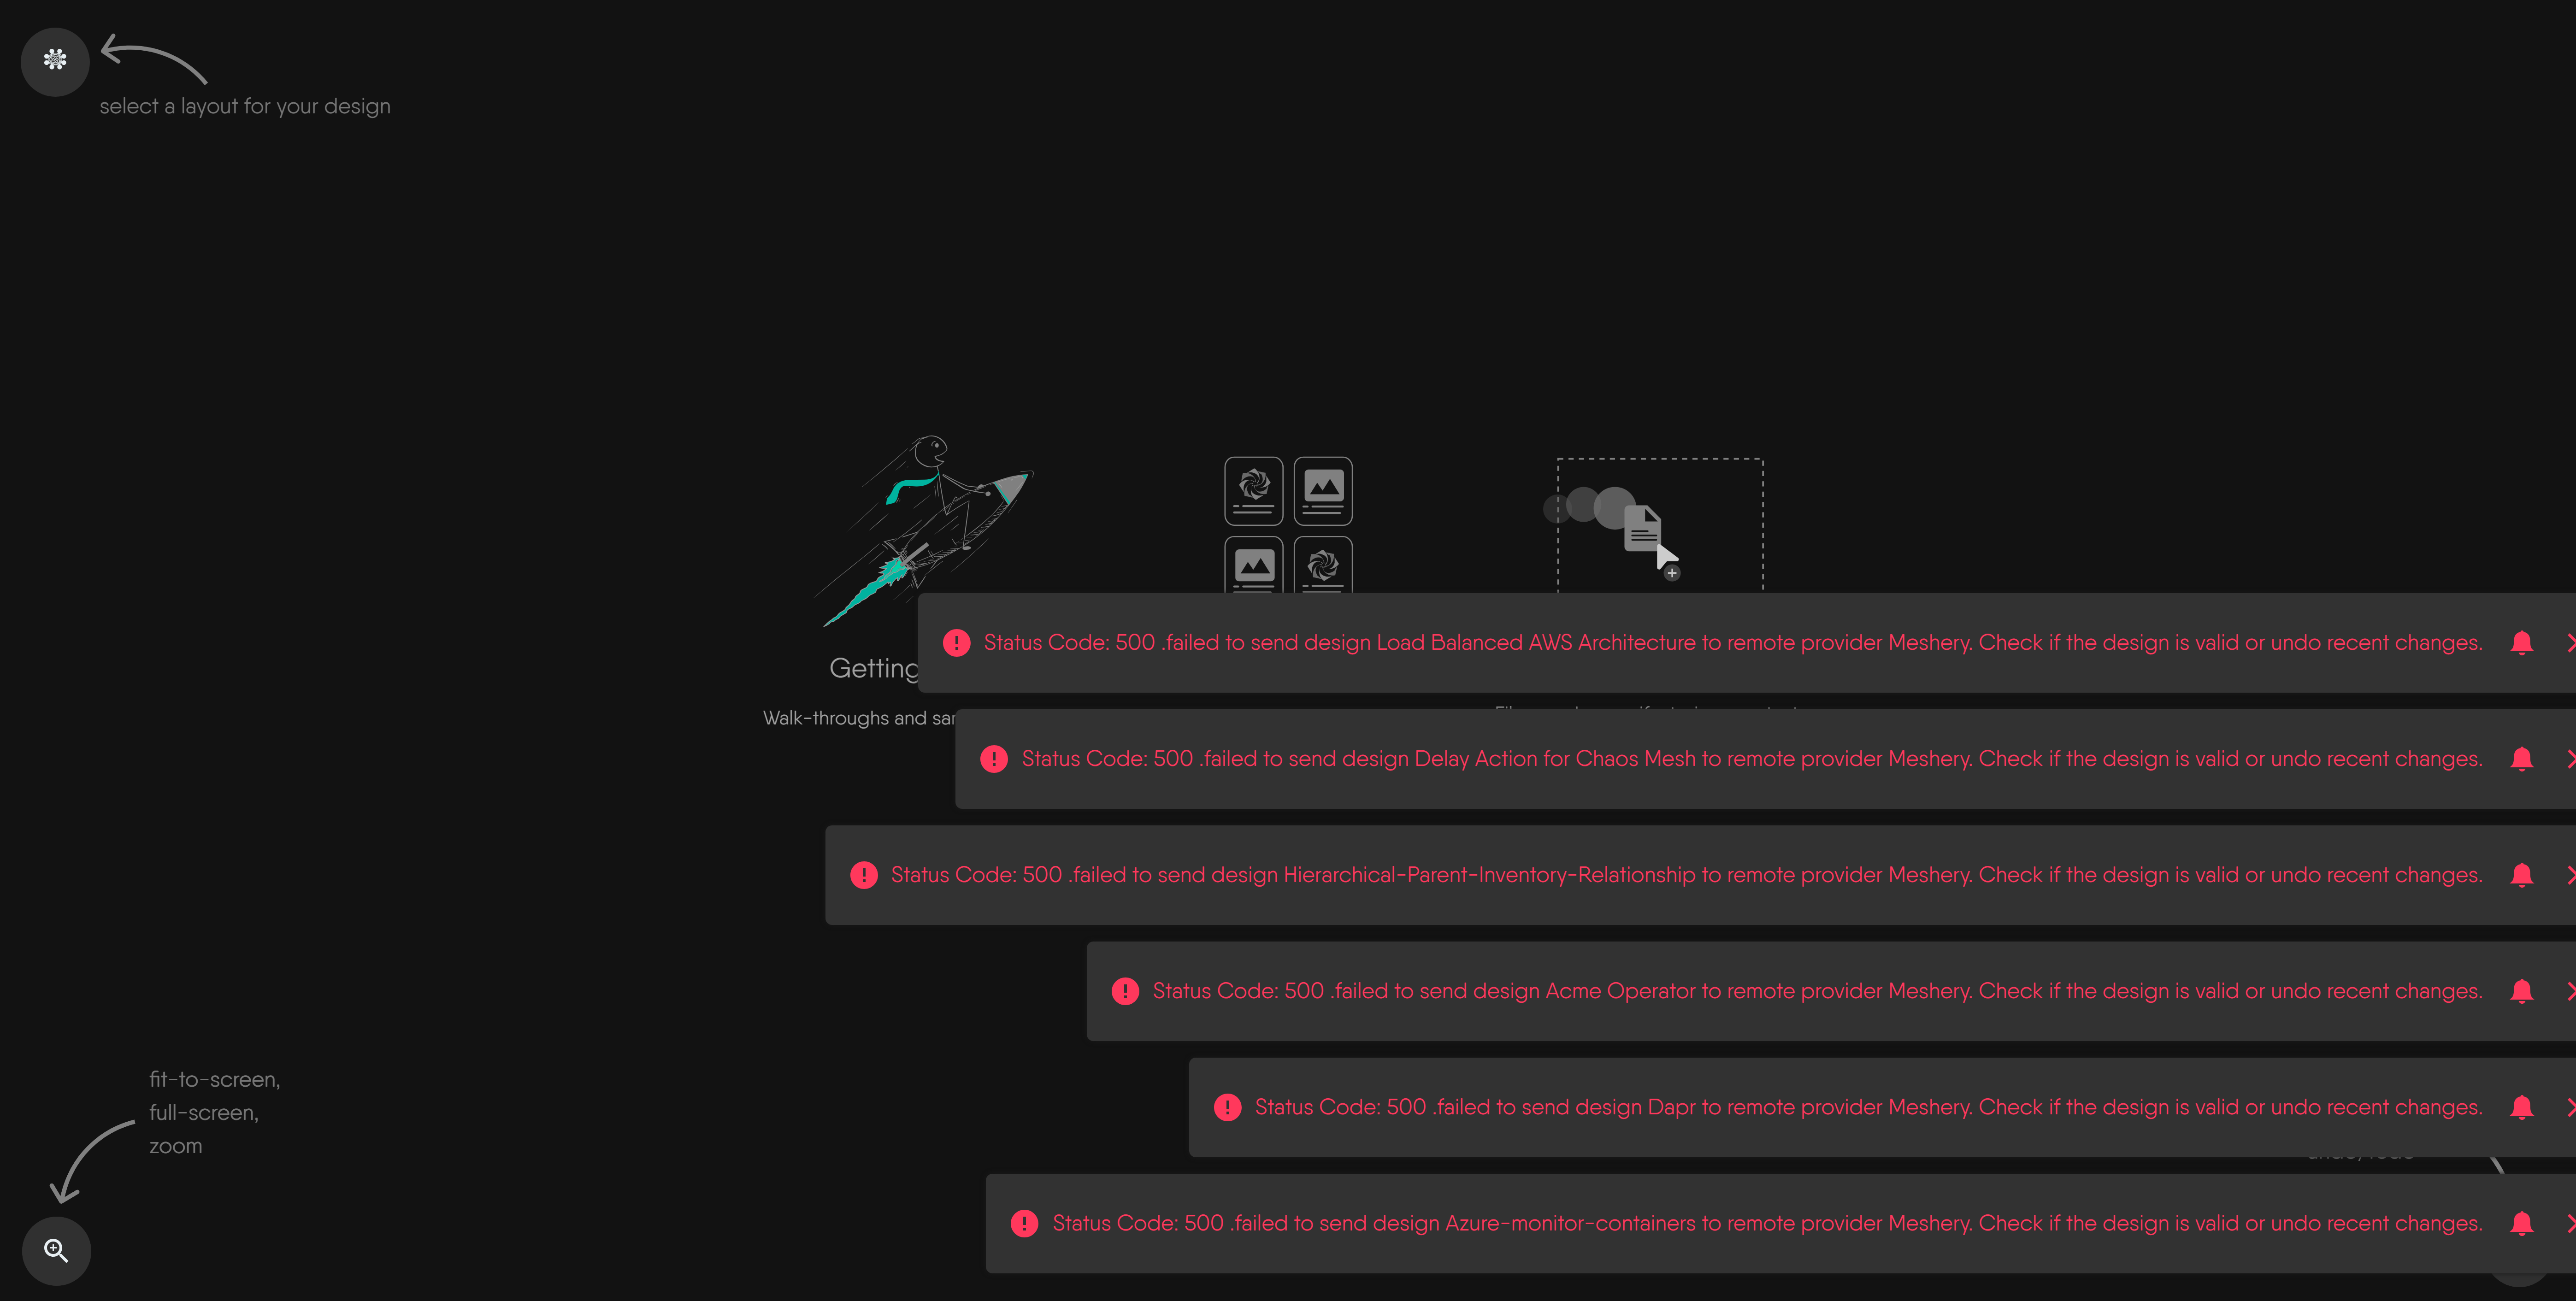 select a layout for your design
Getting
Walk-throughs and
Status Code: 500 .failed to send design Load Balanced AWS Architecture to remote provider Meshery. Check if the design is valid or undo recent changes.
Status Code: 500 .failed to send design Delay Action for Chaos Mesh to remote provider Meshery. Check if the design is valid or undo recent changes.
Status Code: 500 .failed to send design Hierarchical-Parent-Inventory-Relationship to remote provider Meshery. Check if the design is valid or undo recent changes.
Status Code: 500 .failed to send design Acme Operator to remote provider Meshery. Check if the design is valid or undo recent changes.
Status Code: 500 .failed to send design Dapr to remote provider Meshery. Check if the design is valid or undo recent changes.
Status Code: 500 .failed to send design Azure-monitor-containers to remote provider Meshery. Check if the design is valid or undo recent changes.
fit-to-screen,
full-screen,
zoom